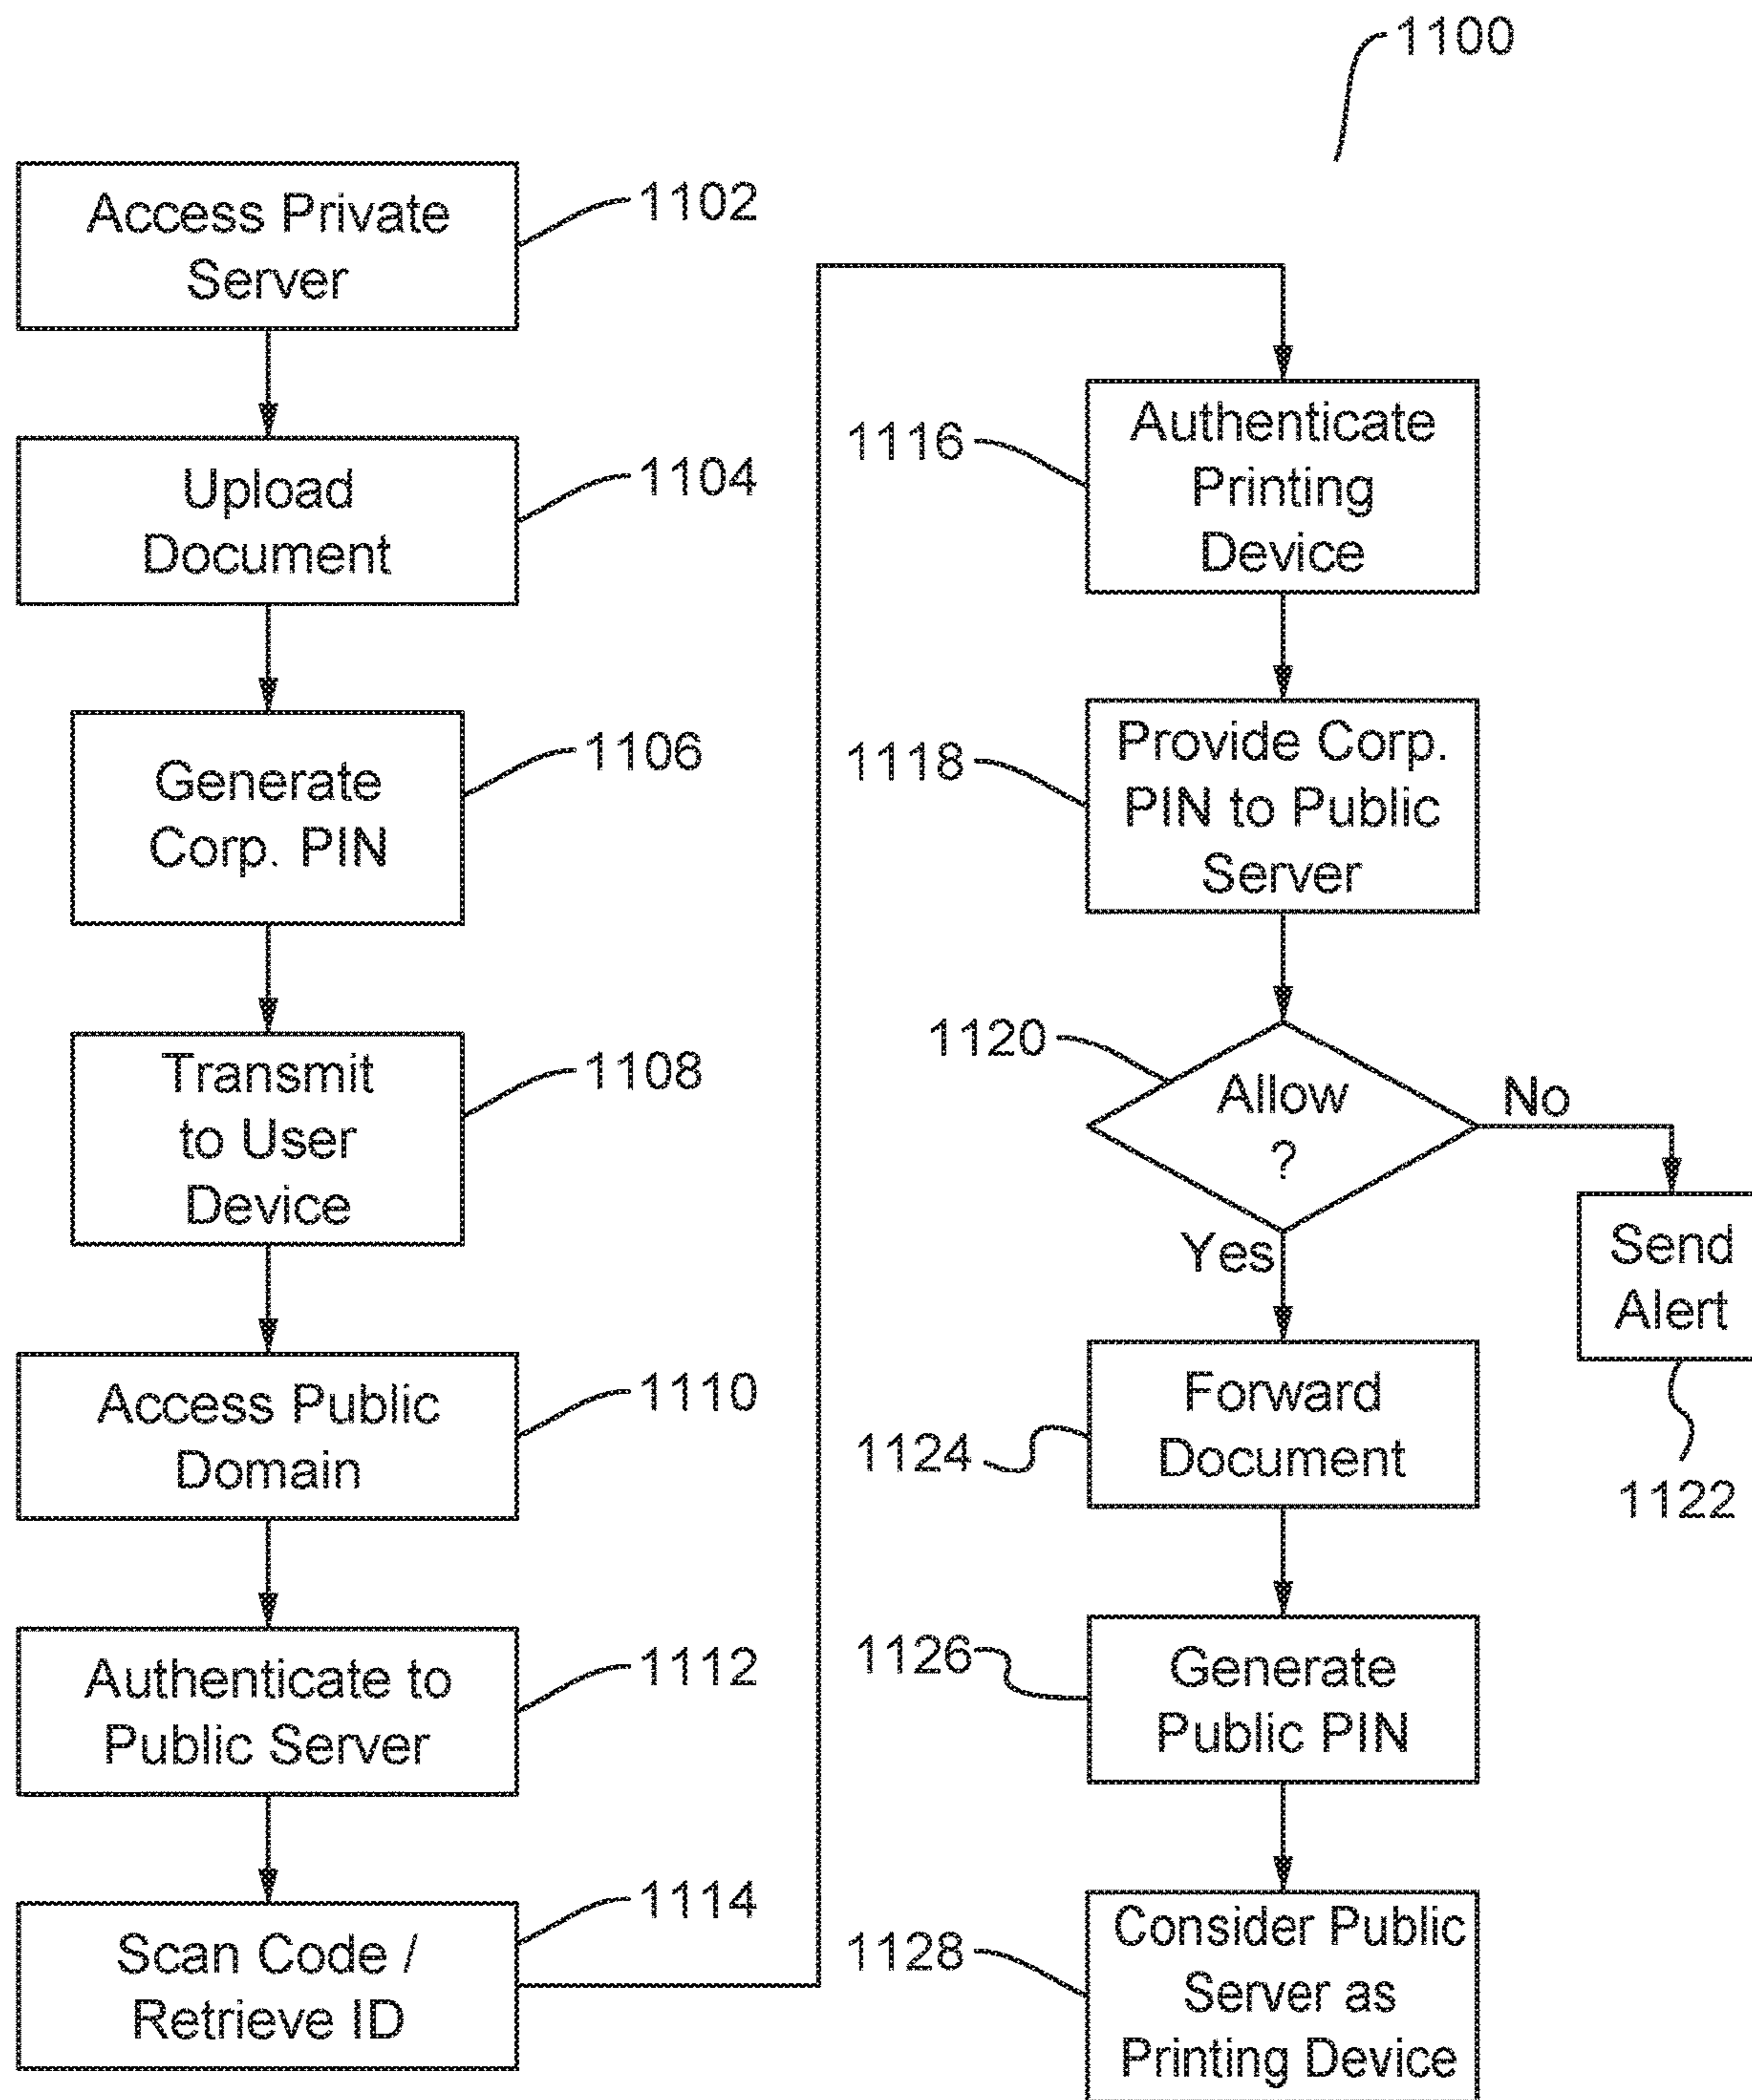 1100
Access Private
Server
1102
Upload
Document
1104
Generate
Corp. PIN
1106
Transmit
to User
Device
1108
Access Public
Domain
1110
Authenticate to
Public Server
1112
Scan Code /
Retrieve ID
1114
Authenticate
Printing
Device
1116
Provide Corp.
PIN to Public
Server
1118
Allow
?
1120
No
Yes
Send
Alert
1122
Forward
Document
1124
Generate
Public PIN
1126
Consider Public
Server as
Printing Device
1128